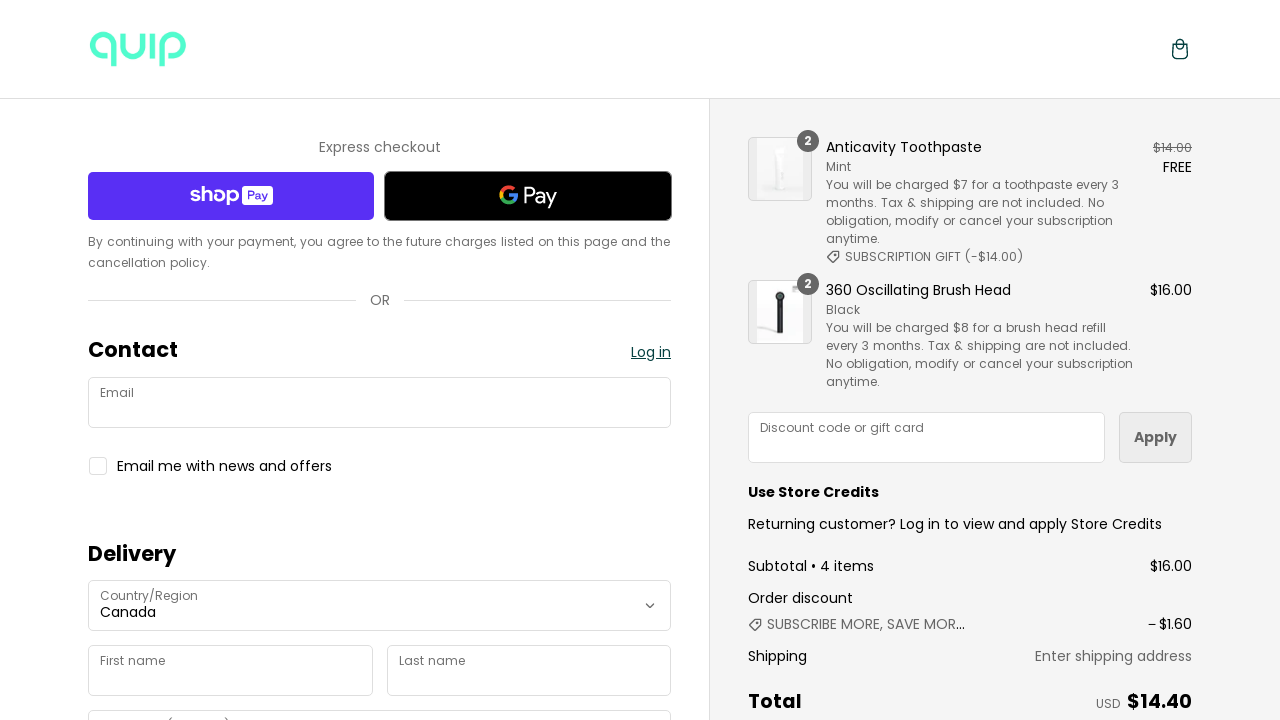 quip
Express checkout
shop Pay
G Pay
By continuing with your payment, you agree to the future charges listed on this page and the
cancellation policy.
OR
Contact
Log in
Email
Email me with news and offers
Delivery
Country/Region
Canada
First name
Last name
2
Anticavity Toothpaste
$14.00
Mint
FREE
You will be charged $7 for a toothpaste every 3
months. Tax & shipping are not included. No
obligation, modify or cancel your subscription
anytime.
SUBSCRIPTION GIFT (-$14.00)
2
360 Oscillating Brush Head
$16.00
Black
You will be charged $8 for a brush head refill
every 3 months. Tax & shipping are not included.
No obligation, modify or cancel your subscription
anytime.
Discount code or gift card
Apply
Use Store Credits
Returning customer? Log in to view and apply Store Credits
Subtotal • 4 items
$16.00
Order discount
SUBSCRIBE MORE, SAVE MOR...
– $1.60
Shipping
Enter shipping address
Total
USD $14.40